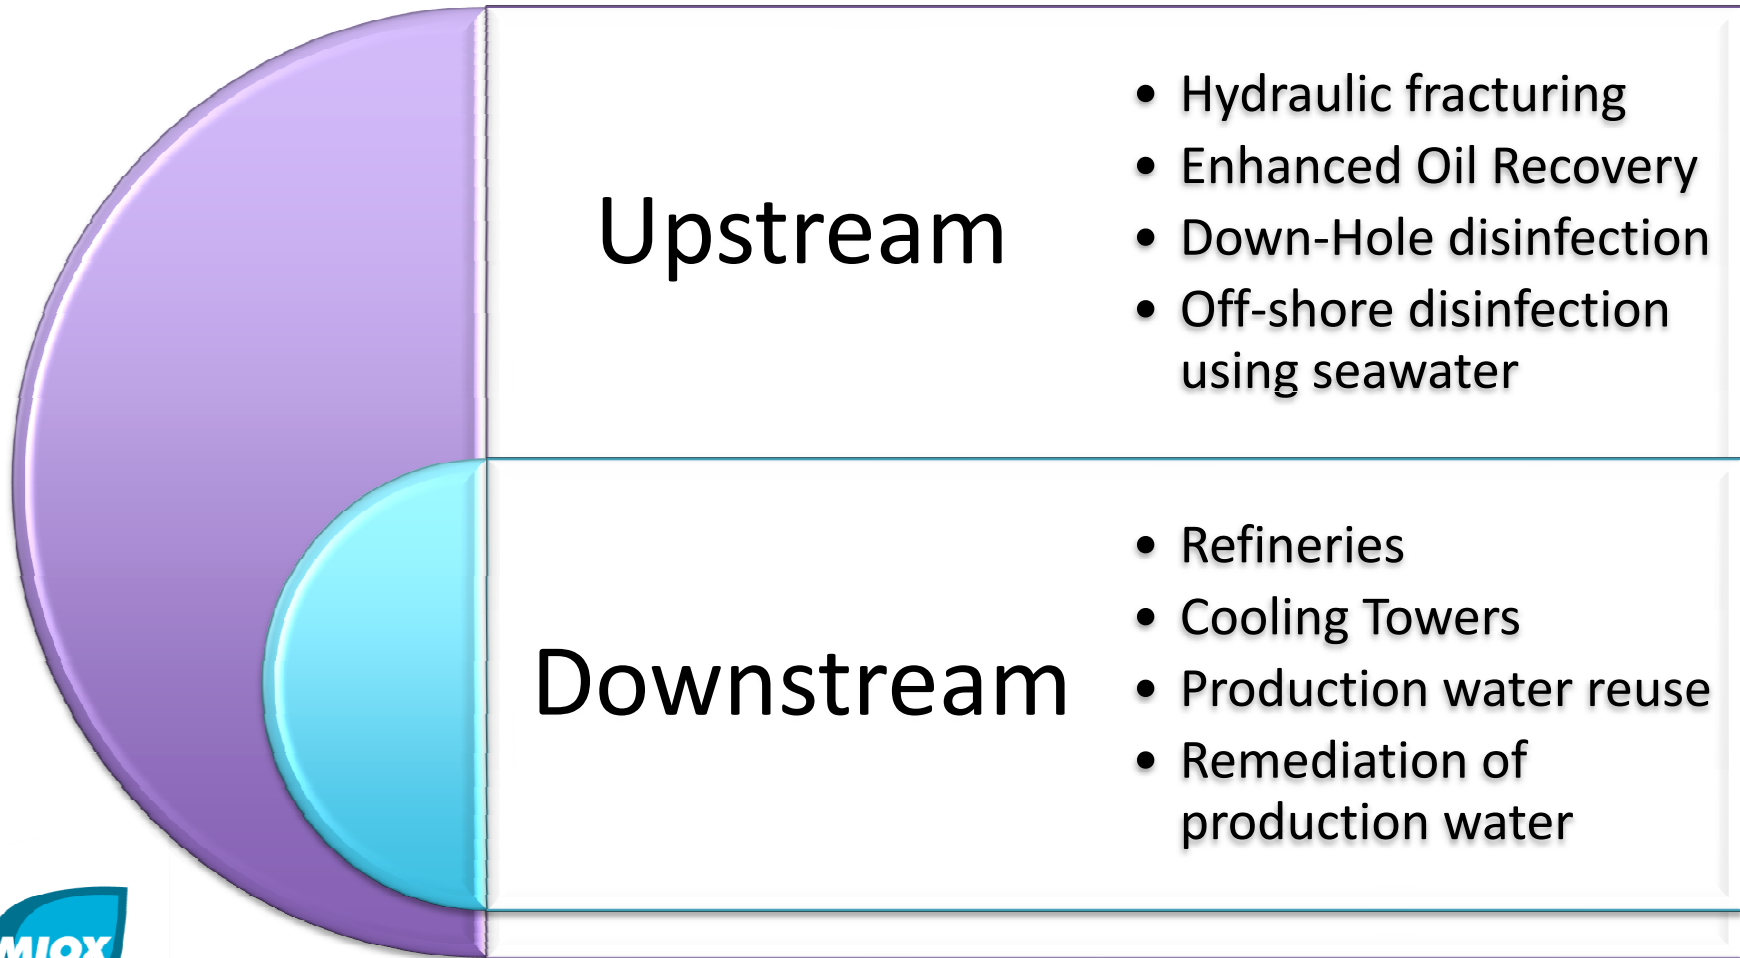 Upstream
• Hydraulic fracturing
• Enhanced Oil Recovery
• Down-Hole disinfection
• Off-shore disinfection
using seawater
Downstream
• Refineries
• Cooling Towers
• Production water reuse
• Remediation of
production water
MIOX